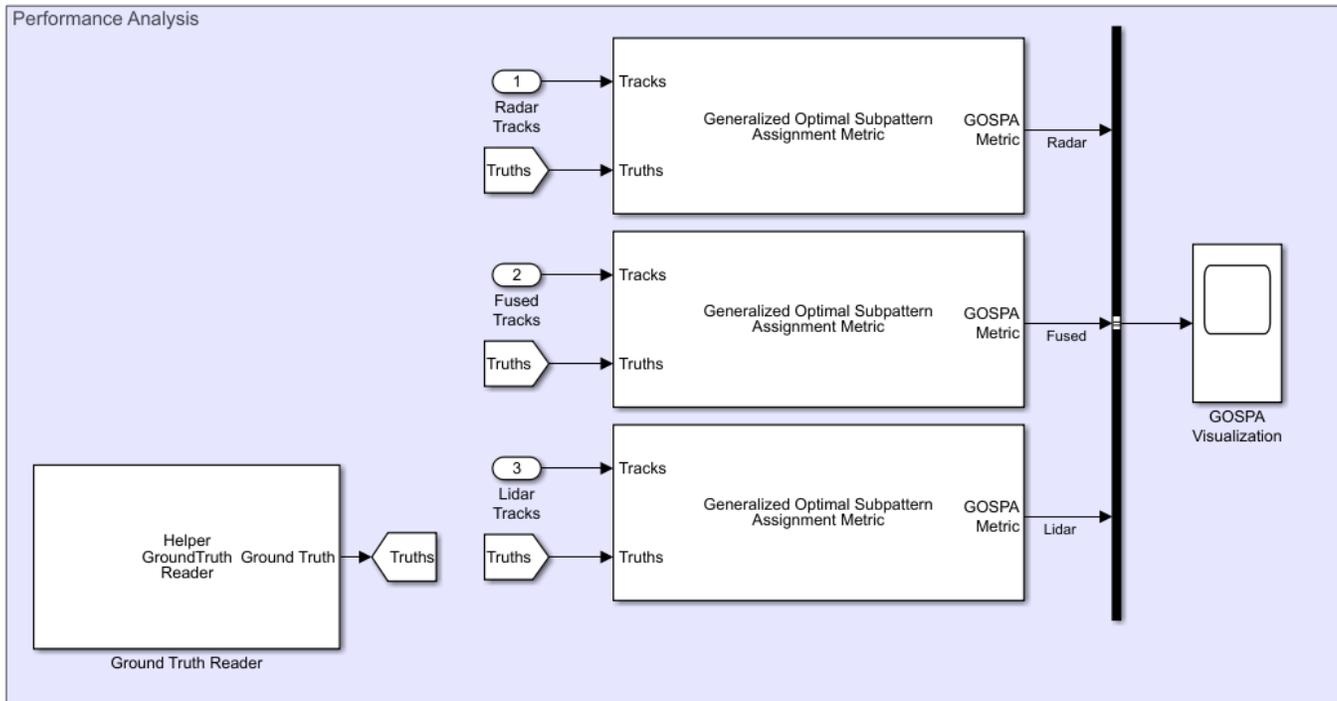 Performance Analysis
1
Radar
Tracks
Truths
Tracks
Truths
Generalized Optimal Subpattern
Assignment Metric
GOSPA
Metric
Radar
2
Fused
Tracks
Truths
Tracks
Truths
Generalized Optimal Subpattern
Assignment Metric
GOSPA
Metric
Fused
GOSPA
Visualization
3
Lidar
Tracks
Truths
Tracks
Truths
Generalized Optimal Subpattern
Assignment Metric
GOSPA
Metric
Lidar
Helper
GroundTruth
Reader
Ground Truth
Truths
Ground Truth Reader